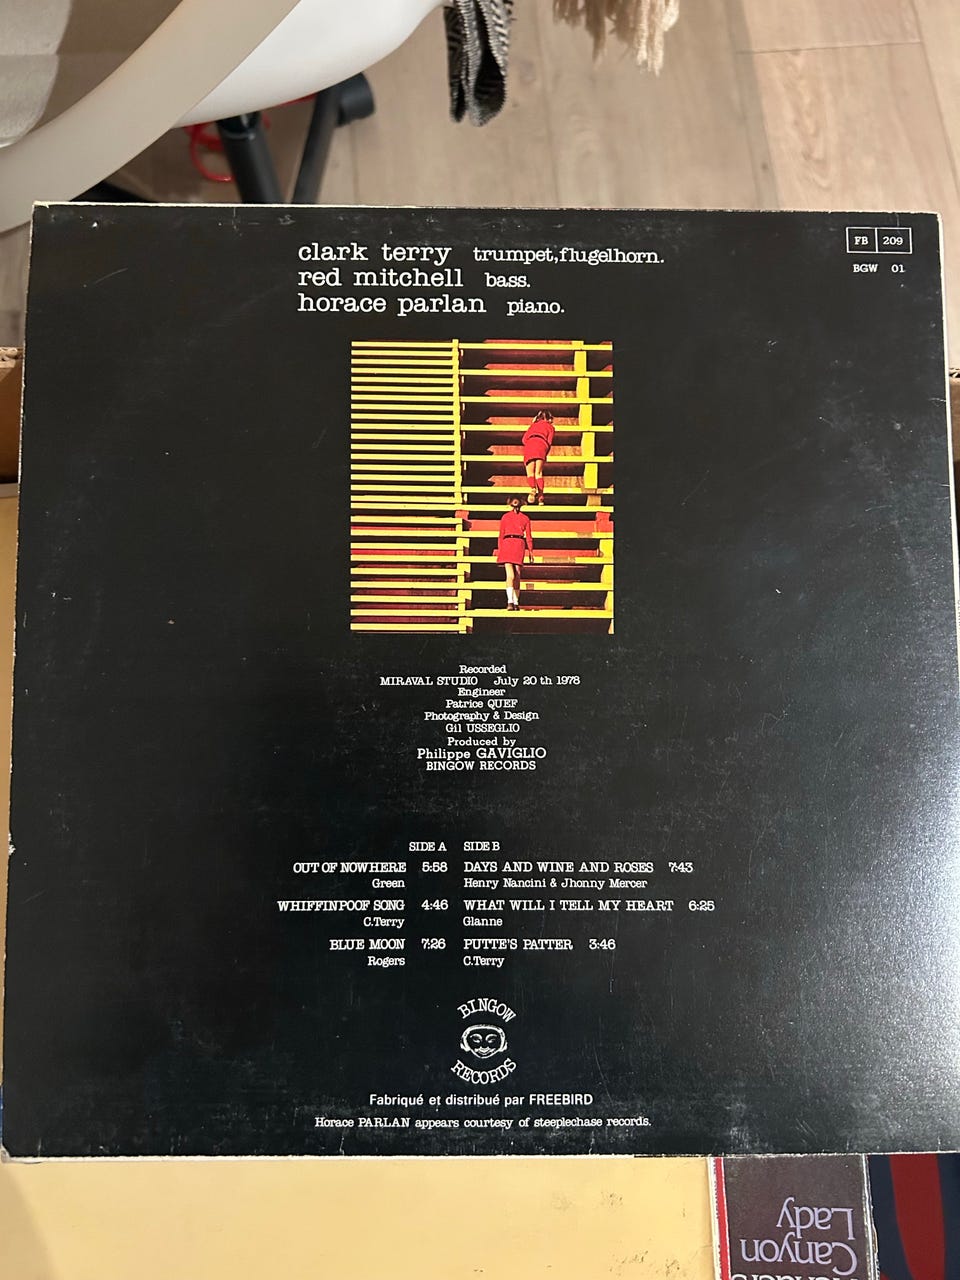 clark terry trumpet,flugelhorn.
red mitchell bass.
horace parlan piano.
FB 209
BGW 01
Recorded
MIRAVAL STUDIO July 20 th 1978
Engineer
Patrice QUEF
Photography & Design
Gil USSEGLIO
Produced by
Philippe GAVIGLIO
BINGOW RECORDS
SIDE A
OUT OF NOWHERE 5:58
Green
WHIFFINPOOF SONG 4:46
C.Terry
BLUE MOON 7:26
Rogers
SIDE B
DAYS AND WINE AND ROSES 7:43
Henry Nancini & Jhonny Mercer
WHAT WILL I TELL MY HEART 6:25
Glanne
PUTTE'S PATTER 3:46
C.Terry
BINGOW
RECORDS
Fabriqué et distribué par FREEBIRD
Horace PARLAN appears courtesy of steeplechase records.
Canyon
Lady